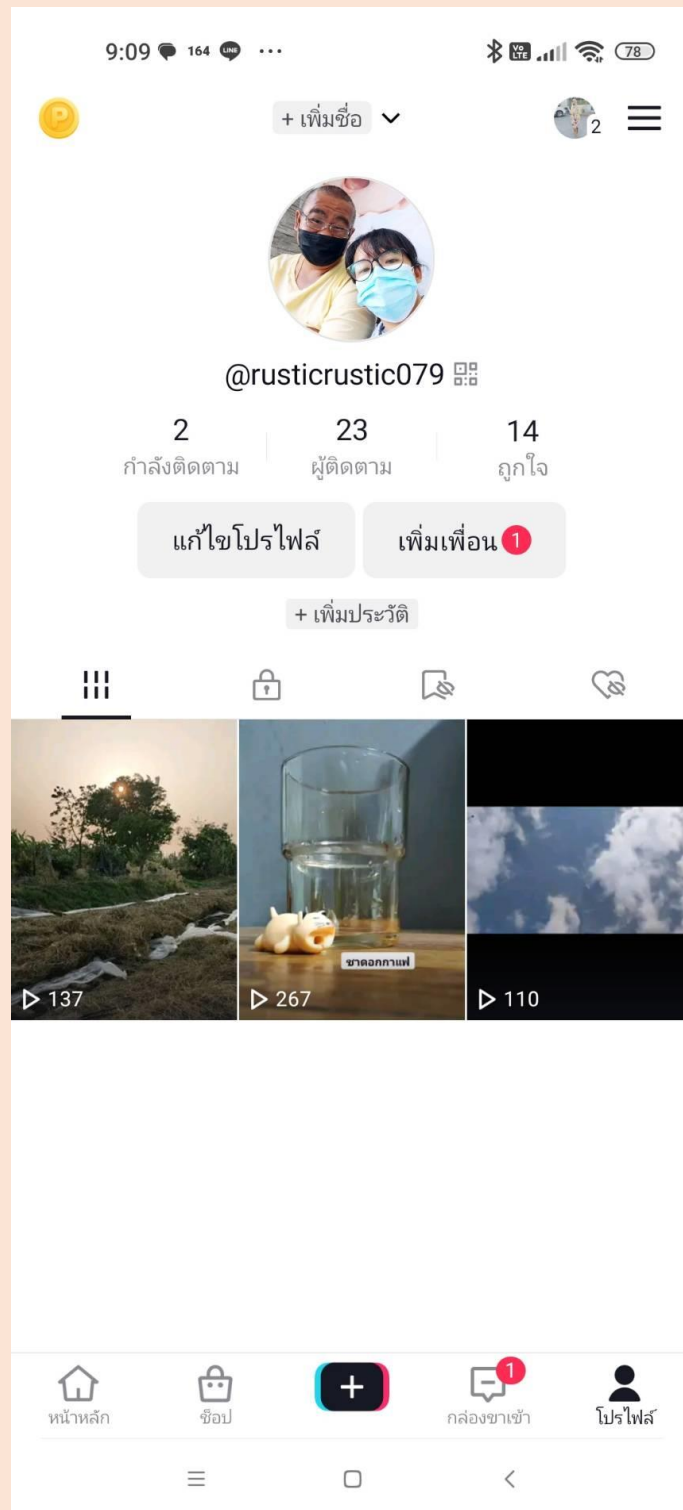 9:09 164 LINE ... Vo LTE 78
P + เพิ่มชื่อ 2
@rusticrustic079
2 23 14
กำลังติดตาม ผู้ติดตาม ถูกใจ
แก้ไขโปรไฟล์ เพิ่มเพื่อน 1
+ เพิ่มประวัติ
ชาดอกกาแฟ
137 267 110
1
หน้าหลัก ช็อป กล่องขาเข้า โปรไฟล์